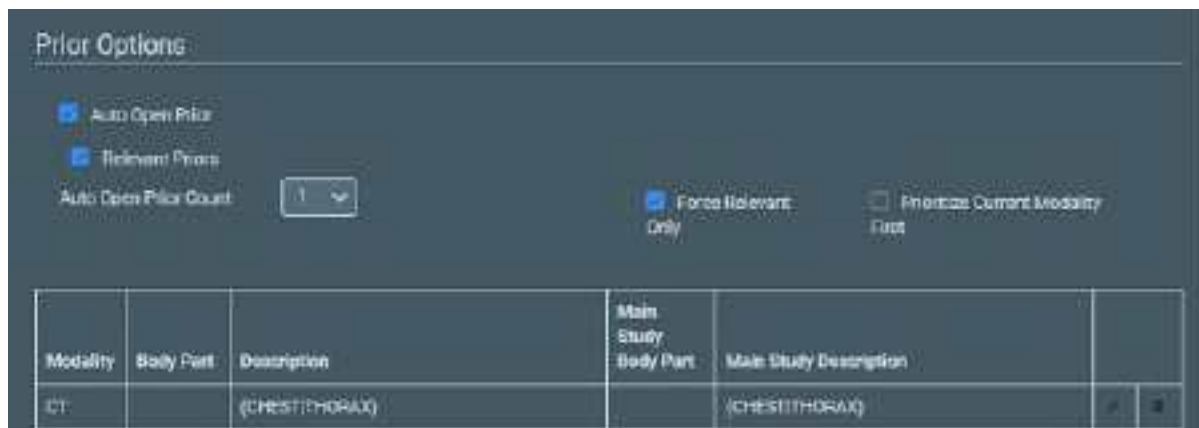 Prior Options
Auto Open Prior
Relevant Priors
Auto Open Prior Count 1
Force Relevant Only
Prioritize Current Modality First
Modality Body Part Description Main Study Body Part Main Study Description
CT (CHEST|THORAX) (CHEST|THORAX)